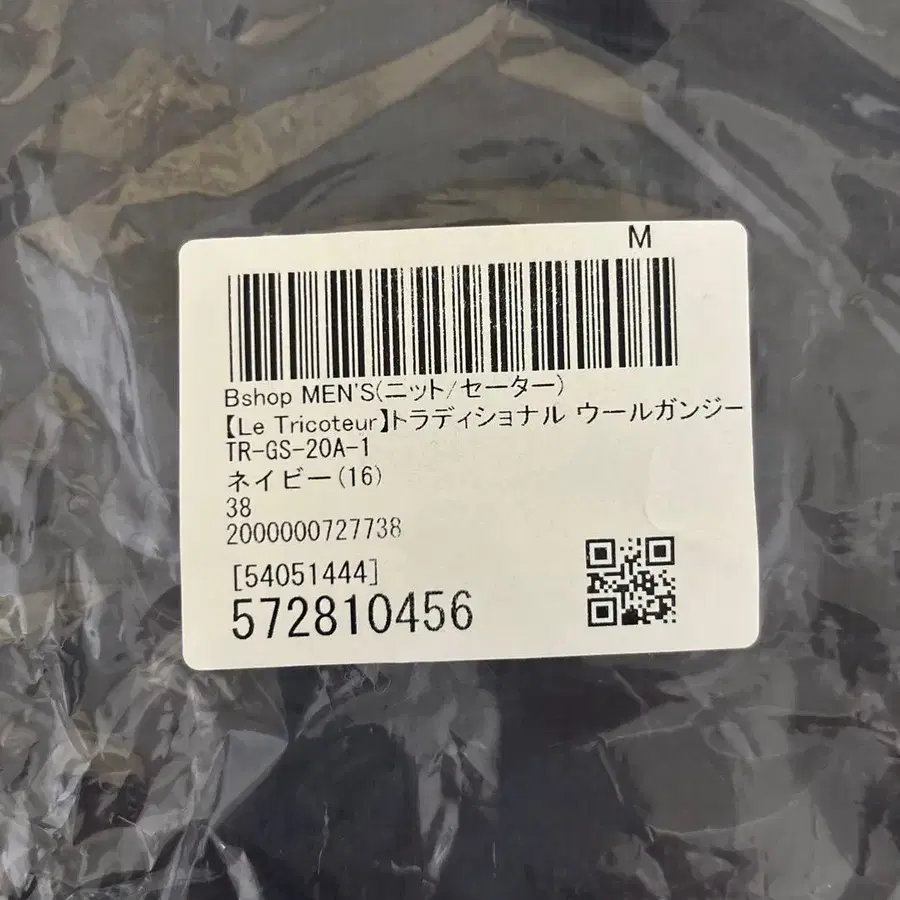 M
Bshop MEN'S(ニット/セーター)
【Le Tricoteur】トラディショナル ウールガンジー
TR-GS-20A-1
ネイビー(16)
38
2000000727738
[54051444]
572810456